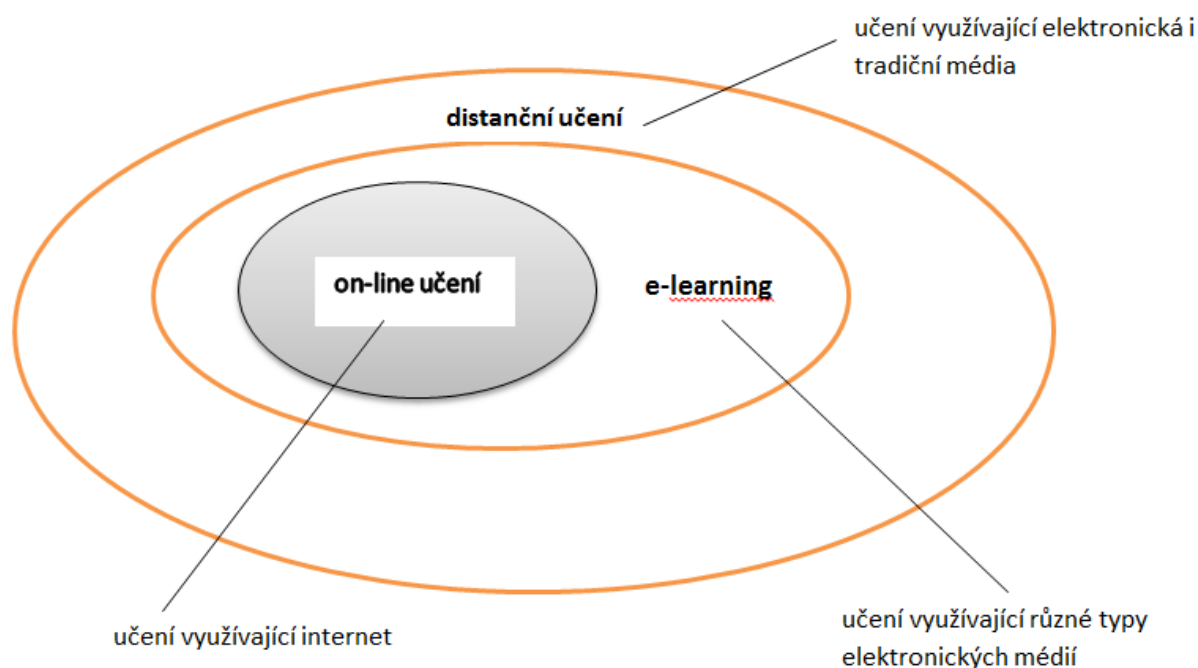 učení využívající elektronická i
tradiční média
distanční učení
on-line učení
e-learning
učení využívající internet
učení využívající různé typy
elektronických médií